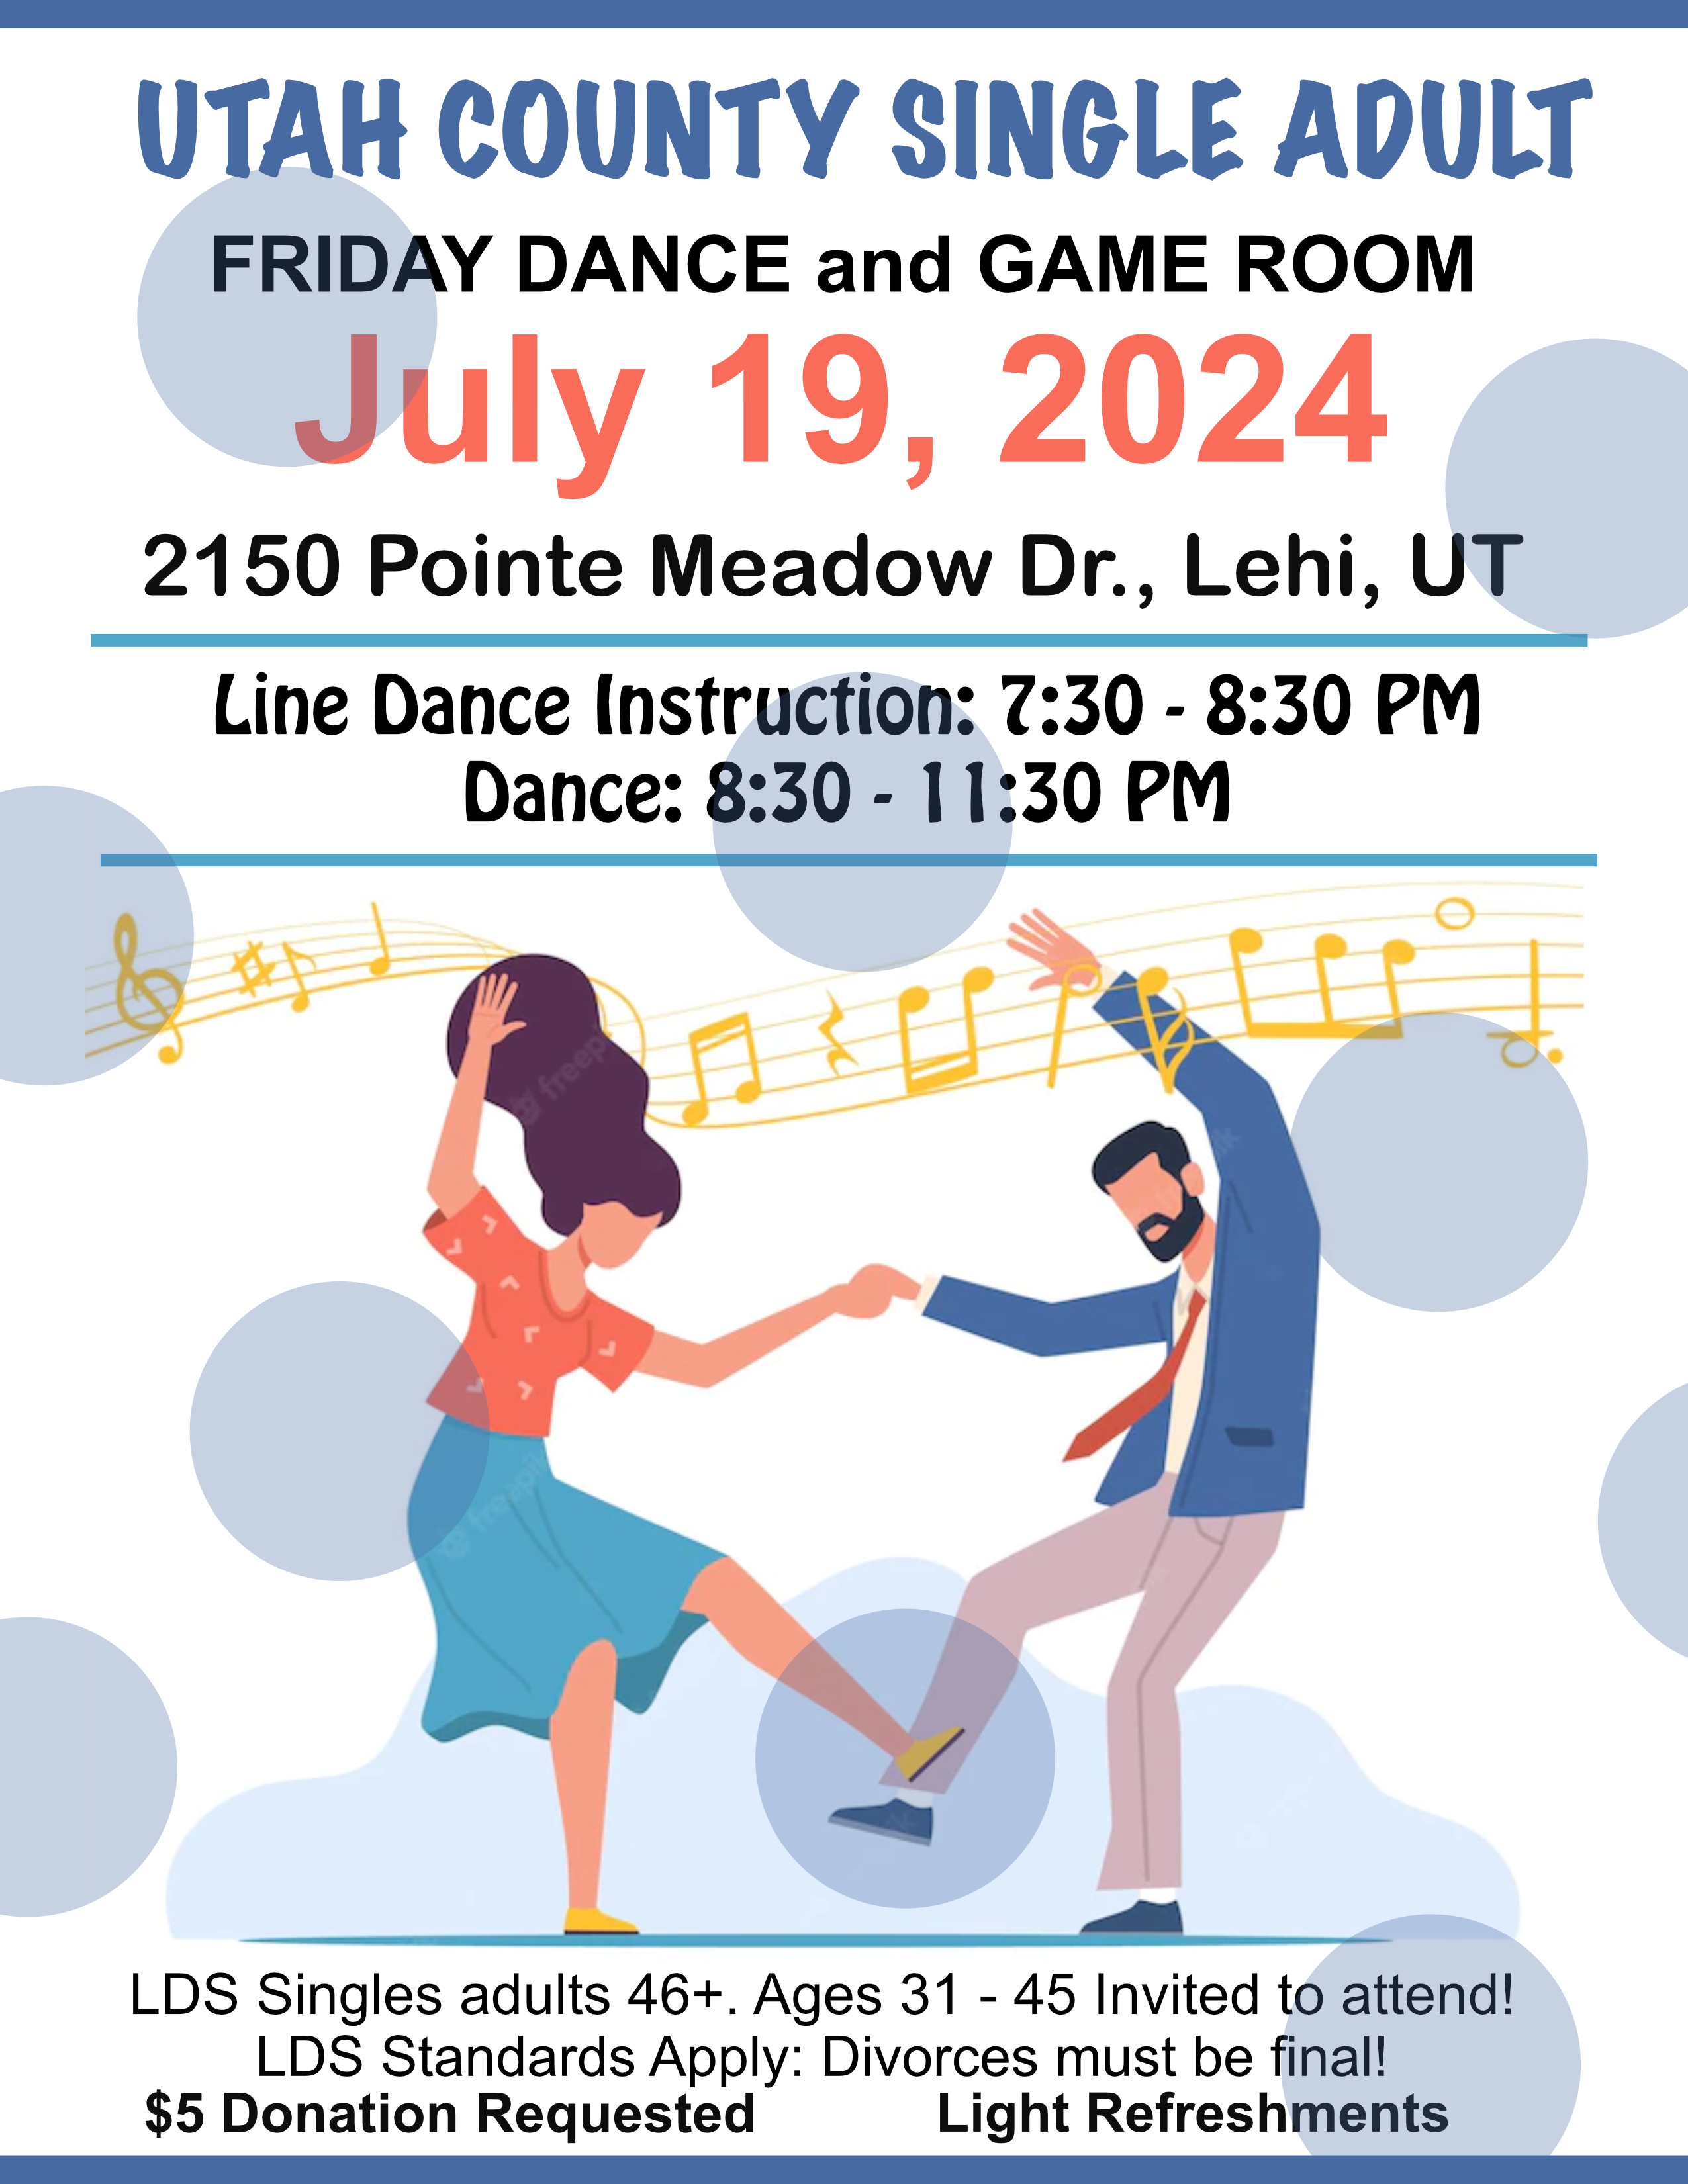 UTAH COUNTY SINGLE ADULT
FRIDAY DANCE and GAME ROOM
July 19, 2024
2150 Pointe Meadow Dr., Lehi, UT
Line Dance Instruction: 7:30 - 8:30 PM
Dance: 8:30 - 11:30 PM
freepik
LDS Singles adults 46+. Ages 31 - 45 Invited to attend!
LDS Standards Apply: Divorces must be final!
$5 Donation Requested Light Refreshments